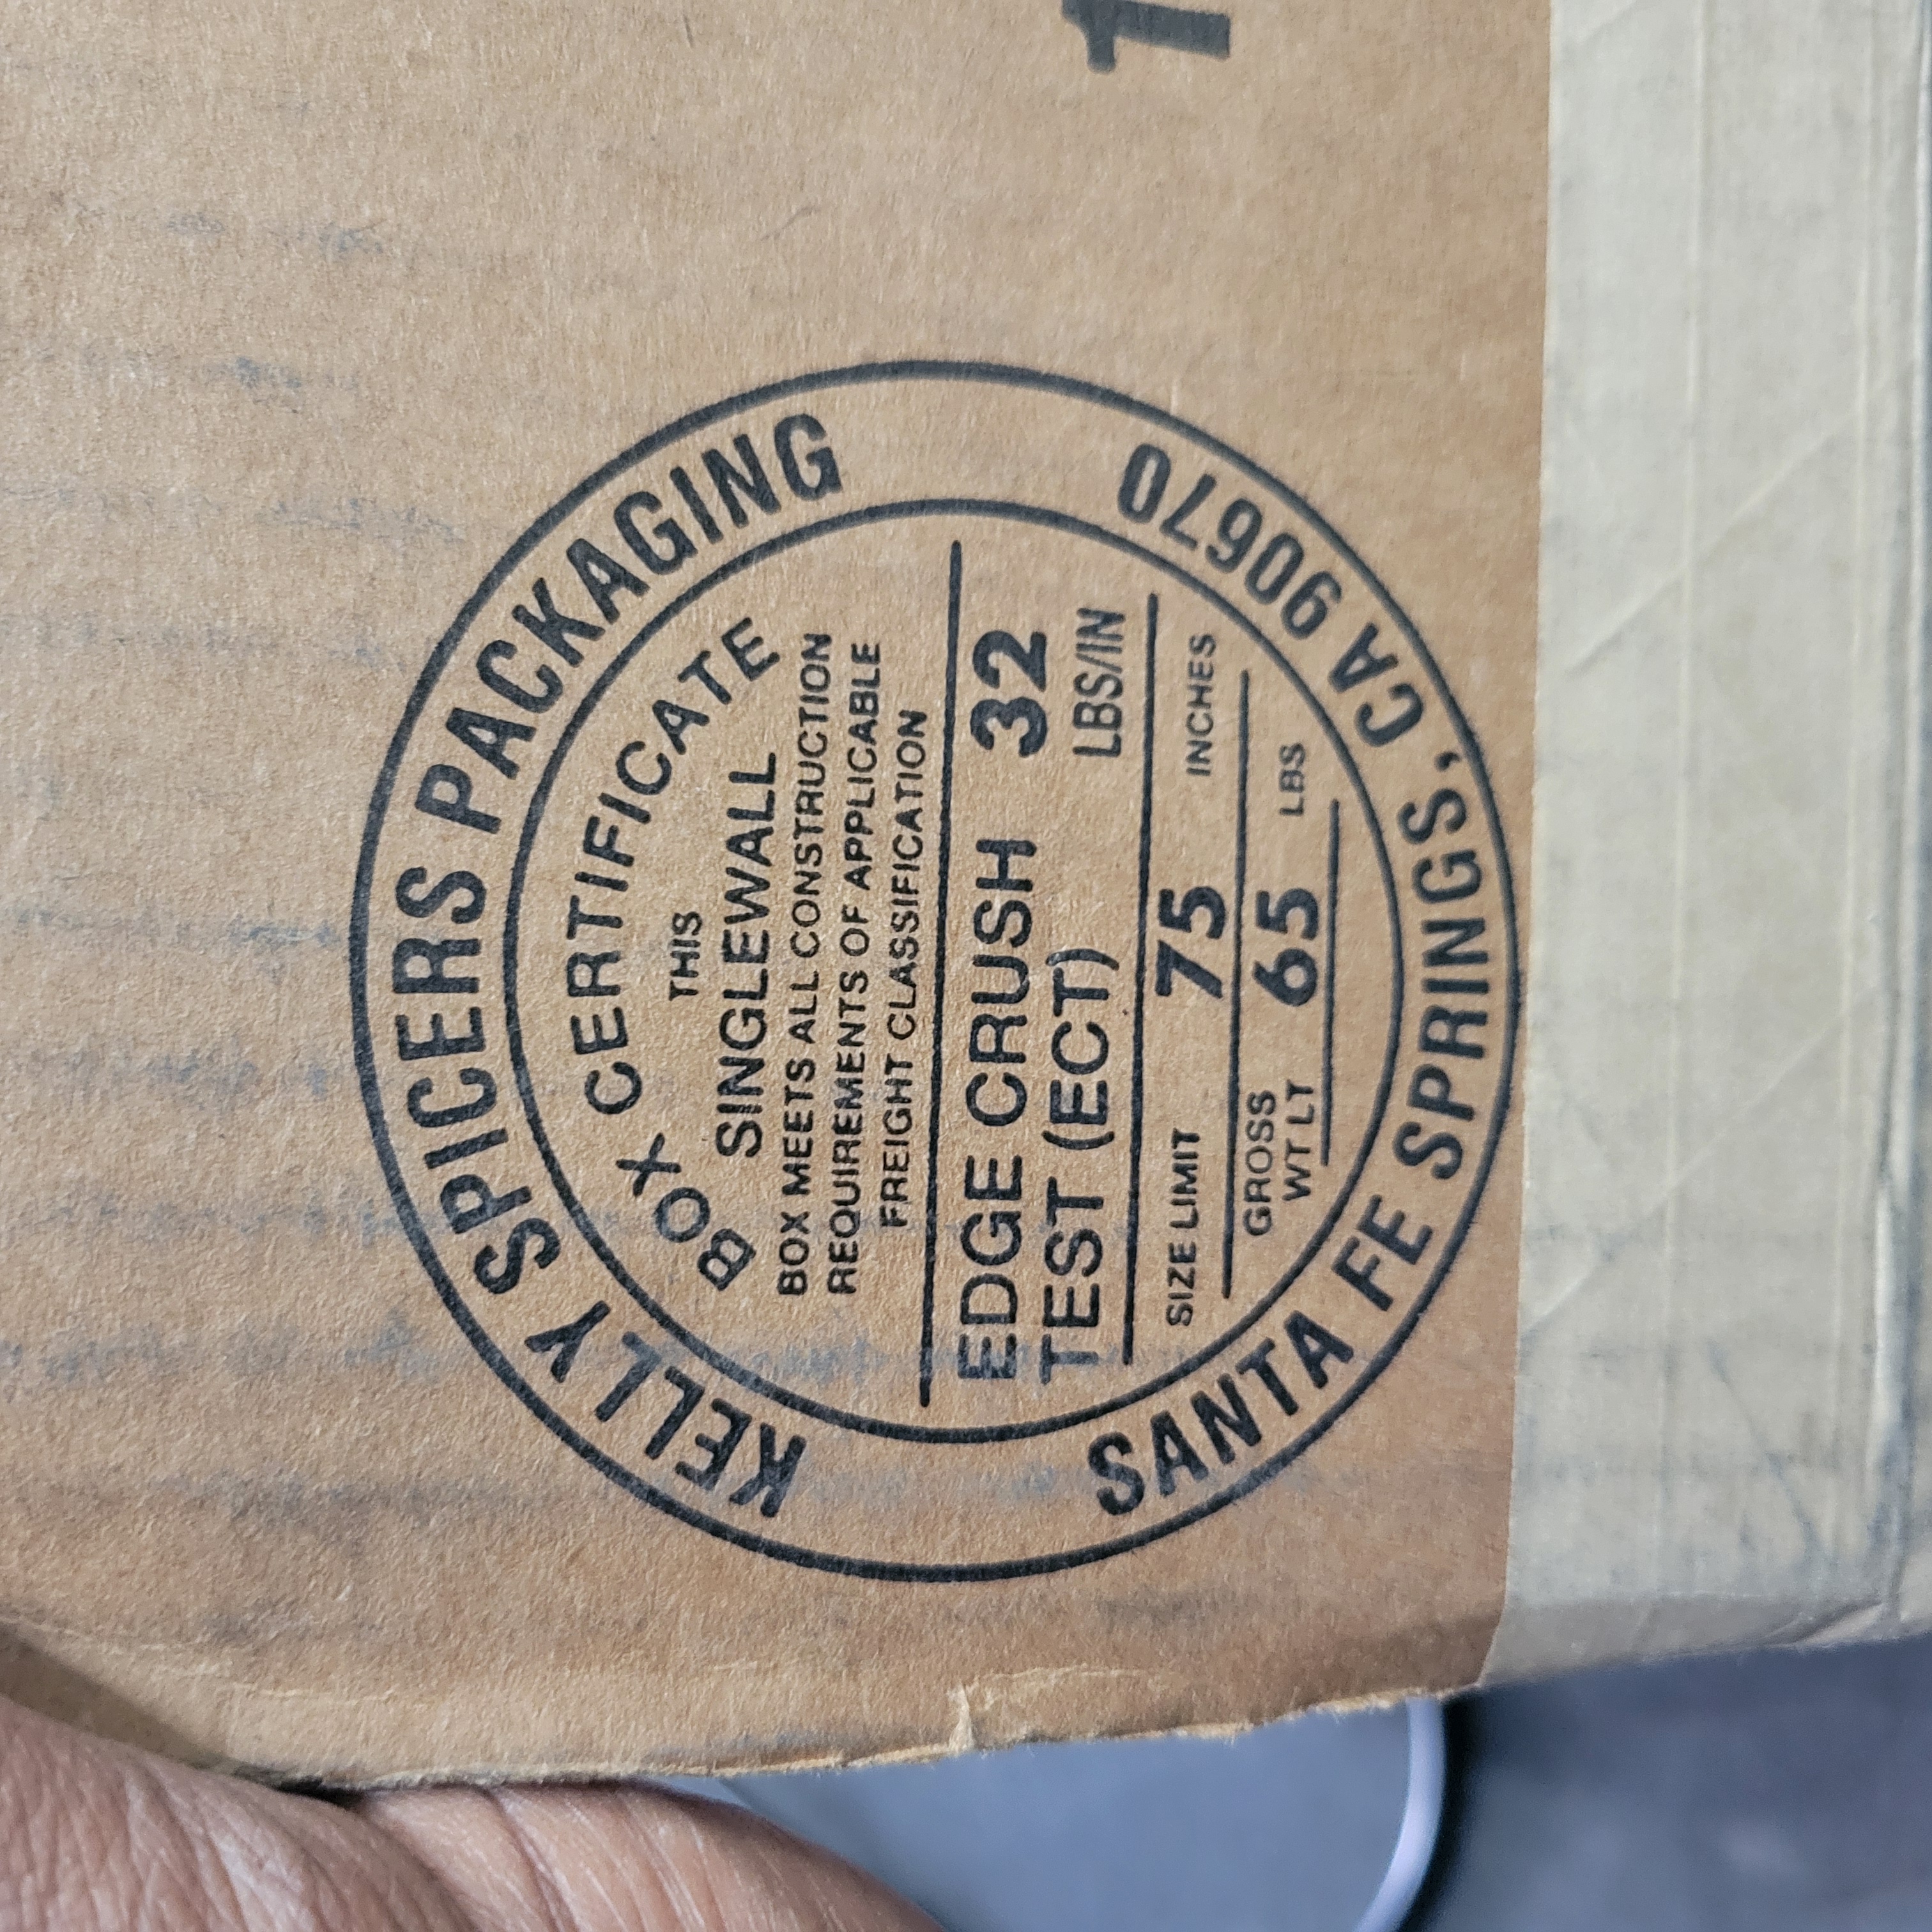 KELLY SPICERS PACKAGING
BOX CERTIFICATE
THIS
SINGLEWALL
BOX MEETS ALL CONSTRUCTION
REQUIREMENTS OF APPLICABLE
FREIGHT CLASSIFICATION
EDGE CRUSH 32
TEST (ECT) LBS/IN
SIZE LIMIT 75 INCHES
GROSS
WT LT 65 LBS
SANTA FE SPRINGS, CA 90670
1